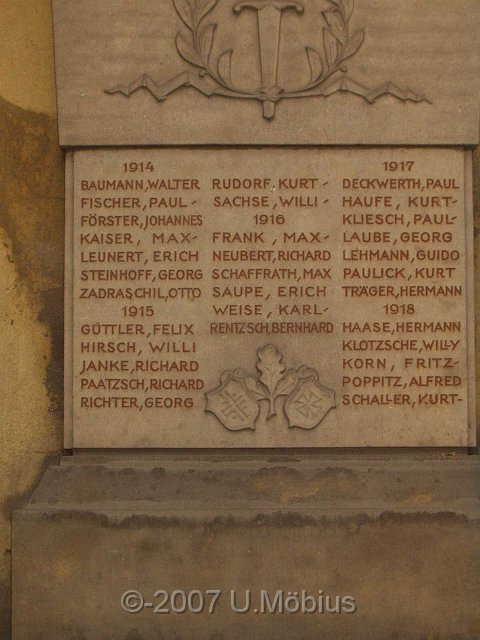 1914
BAUMANN, WALTER
FISCHER, PAUL-
FÖRSTER, JOHANNES
KAISER, MAX-
LEUNERT, ERICH
STEINHOFF, GEORG
ZADRASCHIL, OTTO
1915
GÜTTLER, FELIX
HIRSCH, WILLI
JANKE, RICHARD
PAATZSCH, RICHARD
RICHTER, GEORG
RUDORF, KURT-
SACHSE, WILLI-
1916
FRANK, MAX-
NEUBERT, RICHARD
SCHAFFRATH, MAX
SAUPE, ERICH
WEISE, KARL-
RENTZSCH, BERNHARD
1917
DECKWERTH, PAUL
HAUFE, KURT-
KLIESCH, PAUL-
LAUBE, GEORG
LEHMANN, GUIDO
PAULICK, KURT
TRÄGER, HERMANN
1918
HAASE, HERMANN
KLOTZSCHE, WILLY
KORN, FRITZ-
POPPITZ, ALFRED
SCHALLER, KURT-
©-2007 U.Möbius